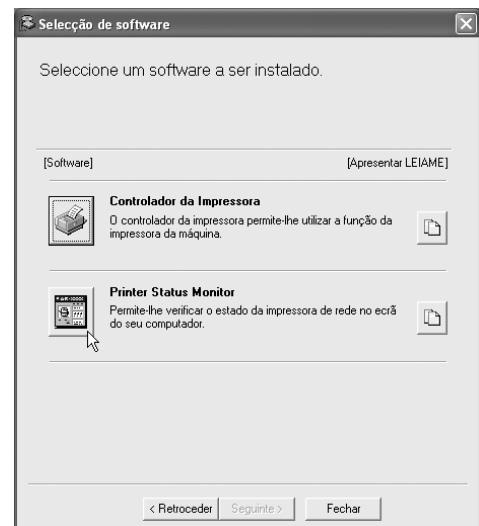 Selecção de software
Seleccione um software a ser instalado.
[Software] [Apresentar LEIAME]
Controlador da Impressora
O controlador da impressora permite-lhe utilizar a função da
impressora da máquina.
Printer Status Monitor
Permite-lhe verificar o estado da impressora de rede no ecrã
do seu computador.
< Retroceder Seguinte > Fechar